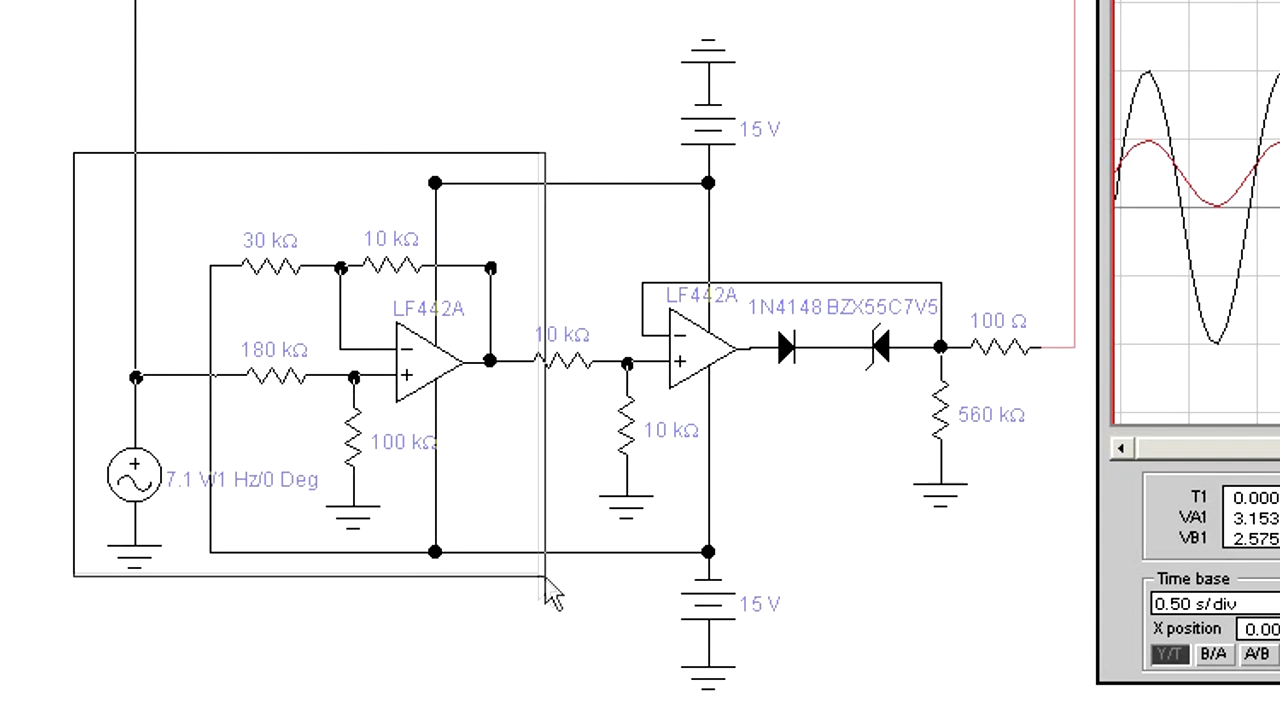 15 V
30 kΩ
10 kΩ
LF442A
180 kΩ
100 kΩ
7.1 V/1 Hz/0 Deg
10 kΩ
10 kΩ
LF442A
1N4148 BZX55C7V5
100 Ω
560 kΩ
15 V
T1 0.000
VA1 3.153
VB1 2.575
Time base
0.50 s/div
X position 0.00
Y/T B/A A/B